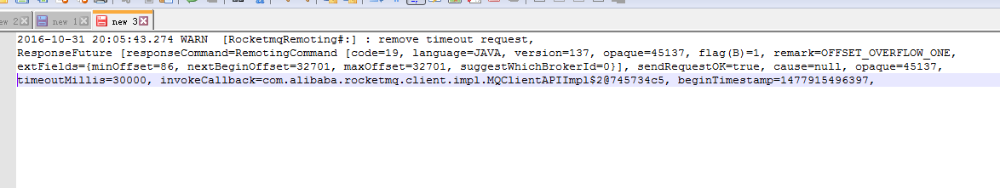 ew 2
new 1
new 3
2016-10-31 20:05:43.274 WARN  [RocketmqRemoting#:] : remove timeout request,
ResponseFuture [responseCommand=RemotingCommand [code=19, language=JAVA, version=137, opaque=45137, flag(B)=1, remark=OFFSET_OVERFLOW_ONE,
extFields={minOffset=86, nextBeginOffset=32701, maxOffset=32701, suggestWhichBrokerId=0}], sendRequestOK=true, cause=null, opaque=45137,
timeoutMillis=30000, invokeCallback=com.alibaba.rocketmq.client.impl.MQClientAPIImpl$2@745734c5, beginTimestamp=1477915496397,